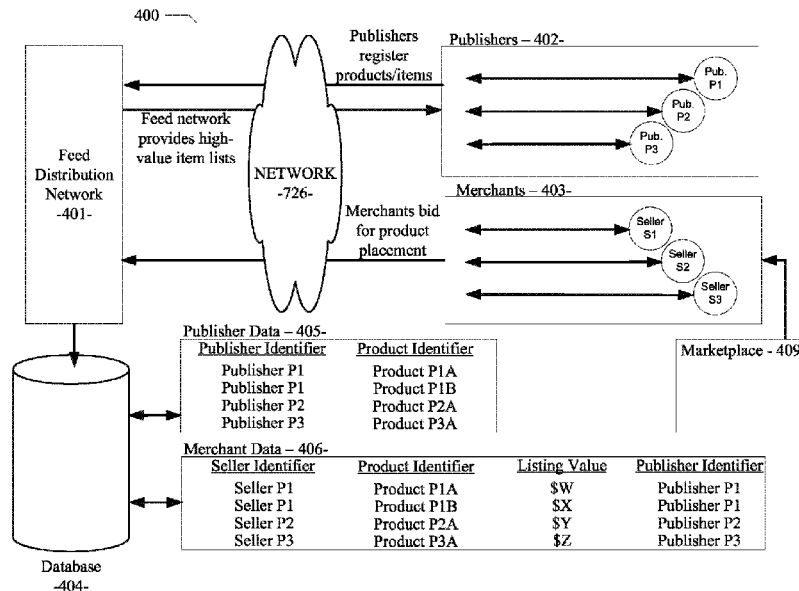 400
Publishers
register
products/items
Publishers – 402-
Pub.
P1
Pub.
P2
Pub.
P3
Feed network
provides high-
value item lists
Feed
Distribution
Network
-401-
NETWORK
-726-
Merchants – 403-
Merchants bid
for product
placement
Seller
S1
Seller
S2
Seller
S3
Marketplace - 409
Publisher Data – 405-
Publisher Identifier Product Identifier
Publisher P1 Product P1A
Publisher P1 Product P1B
Publisher P2 Product P2A
Publisher P3 Product P3A
Merchant Data – 406-
Seller Identifier Product Identifier Listing Value Publisher Identifier
Seller P1 Product P1A $W Publisher P1
Seller P1 Product P1B $X Publisher P1
Seller P2 Product P2A $Y Publisher P2
Seller P3 Product P3A $Z Publisher P3
Database
-404-